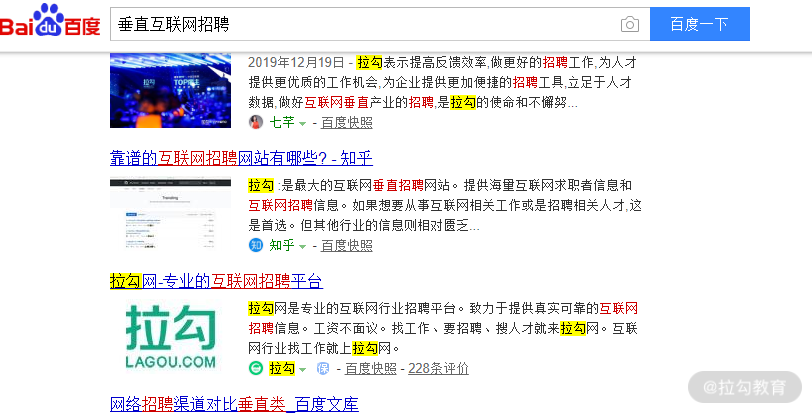 Bai du 百度
垂直互联网招聘
百度一下
2019年12月19日 - 拉勾表示提高反馈效率,做更好的招聘工作,为人才
提供更优质的工作机会,为企业提供更加便捷的招聘工具,立足于人才
数据,做好互联网垂直产业的招聘,是拉勾的使命和不懈努...
七芊 - 百度快照
靠谱的互联网招聘网站有哪些? - 知乎
Trending
拉勾 :是最大的互联网垂直招聘网站。提供海量互联网求职者信息和
互联网招聘信息。如果想要从事互联网相关工作或是招聘相关人才,这
是首选。但其他行业的信息则相对匮乏...
知 知乎 - 百度快照
拉勾网-专业的互联网招聘平台
拉勾
LAGOU.COM
拉勾网是专业的互联网行业招聘平台。致力于提供真实可靠的互联网
招聘信息。工资不面议。找工作、要招聘、搜人才就来拉勾网。互联
网行业找工作就上拉勾网。
拉勾 保 - 百度快照 - 228条评价
网络招聘渠道对比垂直类_百度文库
@拉勾教育